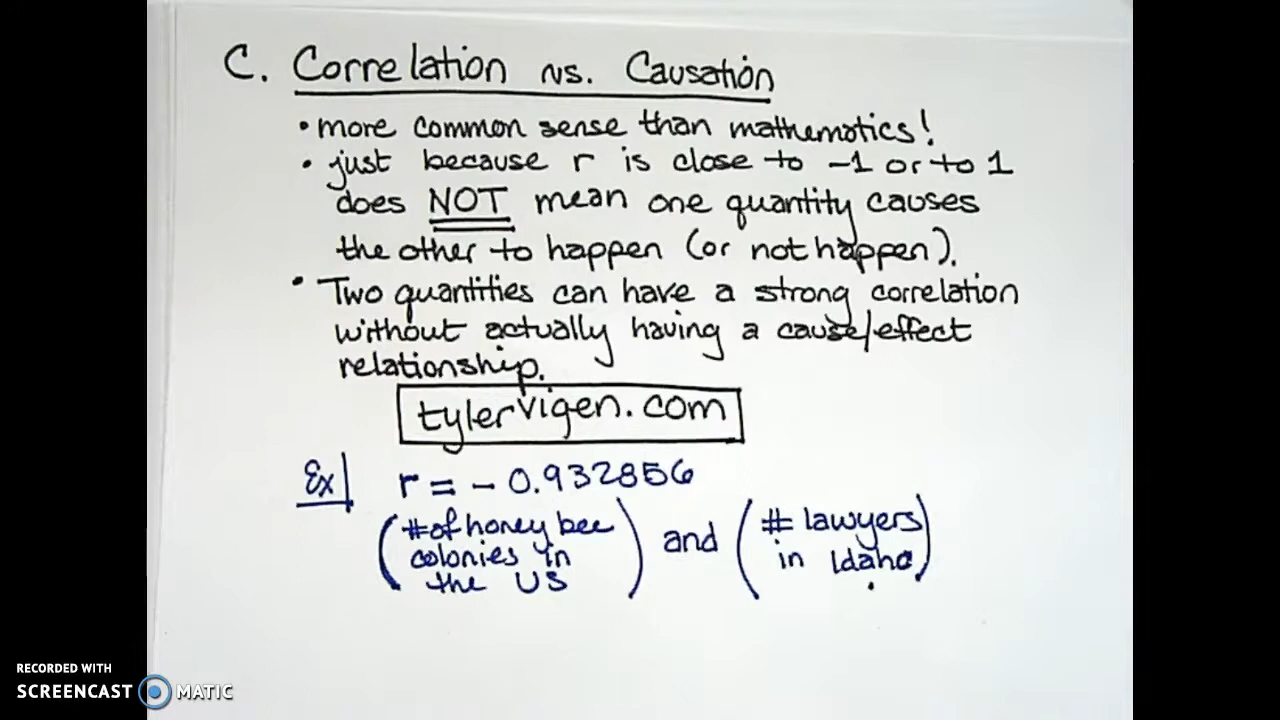 C. Correlation vs. Causation
• more common sense than mathematics!
• just because r is close to -1 or to 1
does NOT mean one quantity causes
the other to happen (or not happen).
• Two quantities can have a strong correlation
without actually having a cause/effect
relationship.
tylervigen.com
Ex| r = - 0.932856
(# of honey bee
colonies in
the US) and (# lawyers
in Idaho)
RECORDED WITH
SCREENCAST MATIC